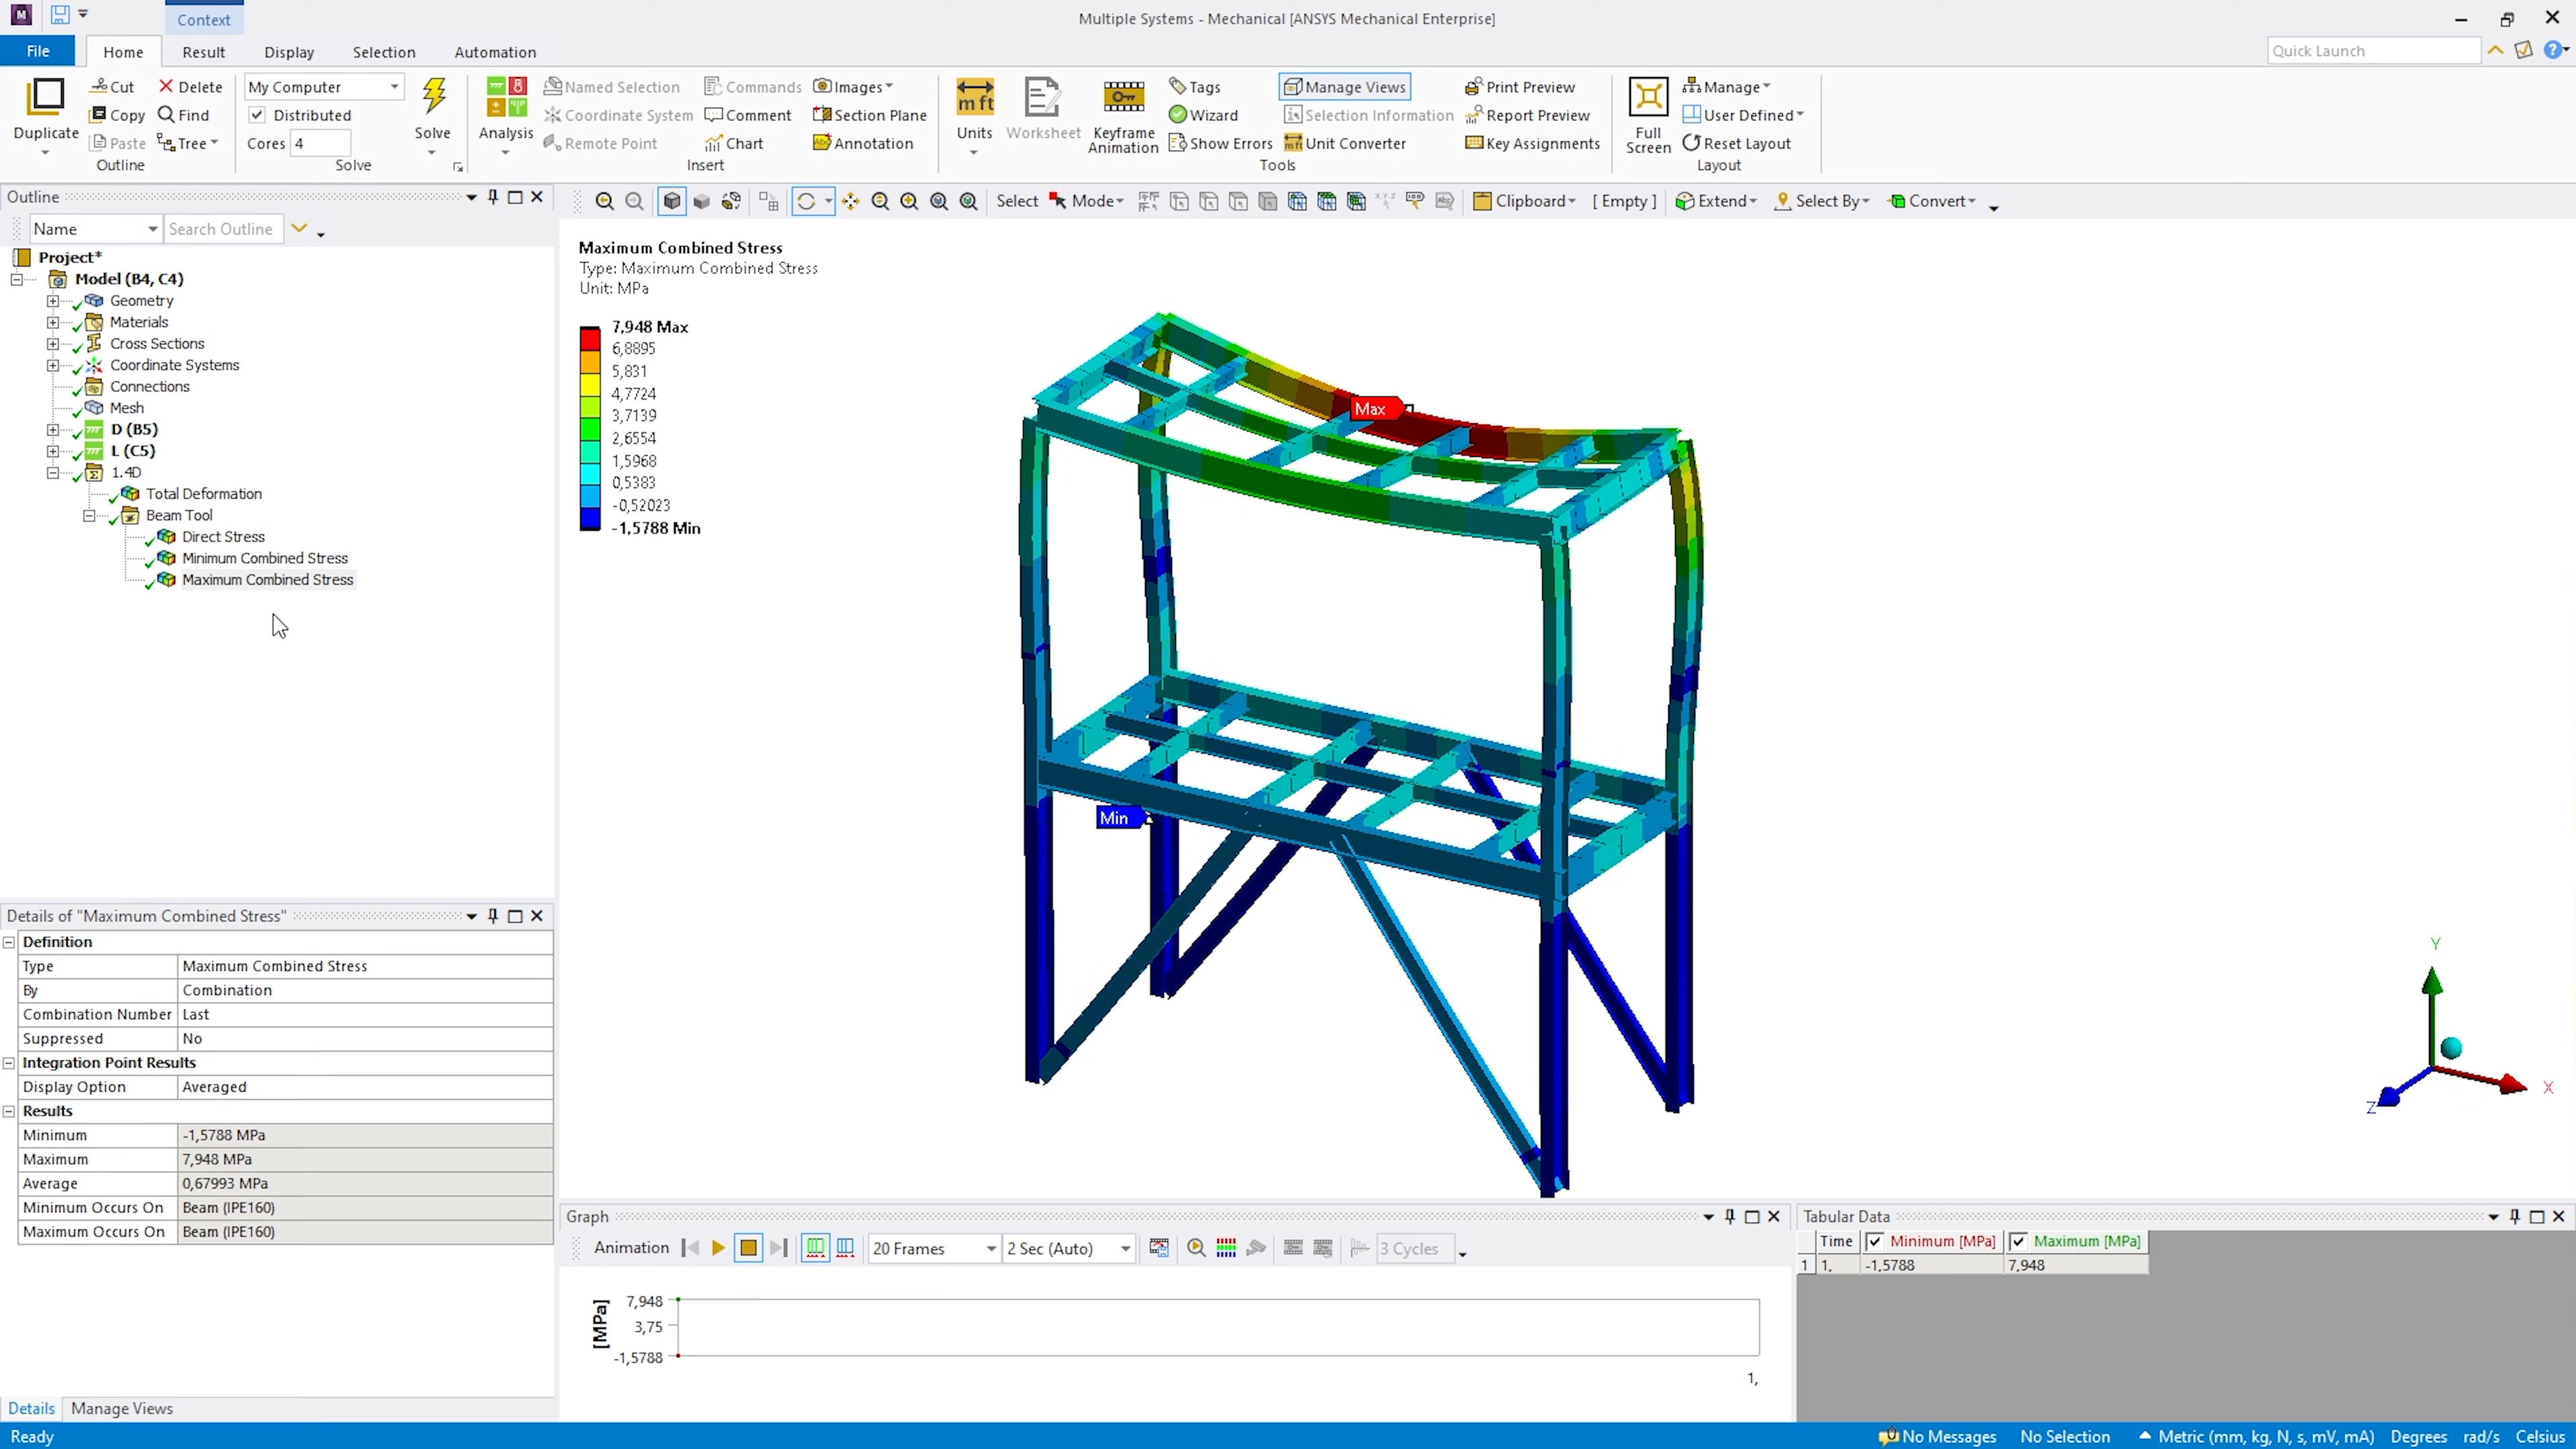 Context
Multiple Systems - Mechanical [ANSYS Mechanical Enterprise]
File Home Result Display Selection Automation
Quick Launch
Duplicate
Cut
Copy
Paste
Delete
Find
Tree
Outline
My Computer
Distributed
Cores 4
Solve
Solve
Analysis
Named Selection
Coordinate System
Remote Point
Commands
Comment
Chart
Images
Section Plane
Annotation
Insert
Units
Worksheet
Keyframe
Animation
Tags
Wizard
Show Errors
Manage Views
Selection Information
Unit Converter
Print Preview
Report Preview
Key Assignments
Tools
Full
Screen
Manage
User Defined
Reset Layout
Layout
Outline
Name
Search Outline
Select Mode
Clipboard [ Empty ] Extend Select By Convert
Project*
Model (B4, C4)
Geometry
Materials
Cross Sections
Coordinate Systems
Connections
Mesh
D (B5)
L (C5)
1.4D
Total Deformation
Beam Tool
Direct Stress
Minimum Combined Stress
Maximum Combined Stress
Maximum Combined Stress
Type: Maximum Combined Stress
Unit: MPa
7,948 Max
6,8895
5,831
4,7724
3,7139
2,6554
1,5968
0,5383
-0,52023
-1,5788 Min
Max
Min
Y
X
Z
Details of "Maximum Combined Stress"
Definition
Type Maximum Combined Stress
By Combination
Combination Number Last
Suppressed No
Integration Point Results
Display Option Averaged
Results
Minimum -1,5788 MPa
Maximum 7,948 MPa
Average 0,67993 MPa
Minimum Occurs On Beam (IPE160)
Maximum Occurs On Beam (IPE160)
Details Manage Views
Graph
Animation 20 Frames 2 Sec (Auto) 3 Cycles
[MPa]
7,948
3,75
-1,5788
1,
Tabular Data
Time Minimum [MPa] Maximum [MPa]
1 1, -1,5788 7,948
Ready
No Messages No Selection Metric (mm, kg, N, s, mV, mA) Degrees rad/s Celsius